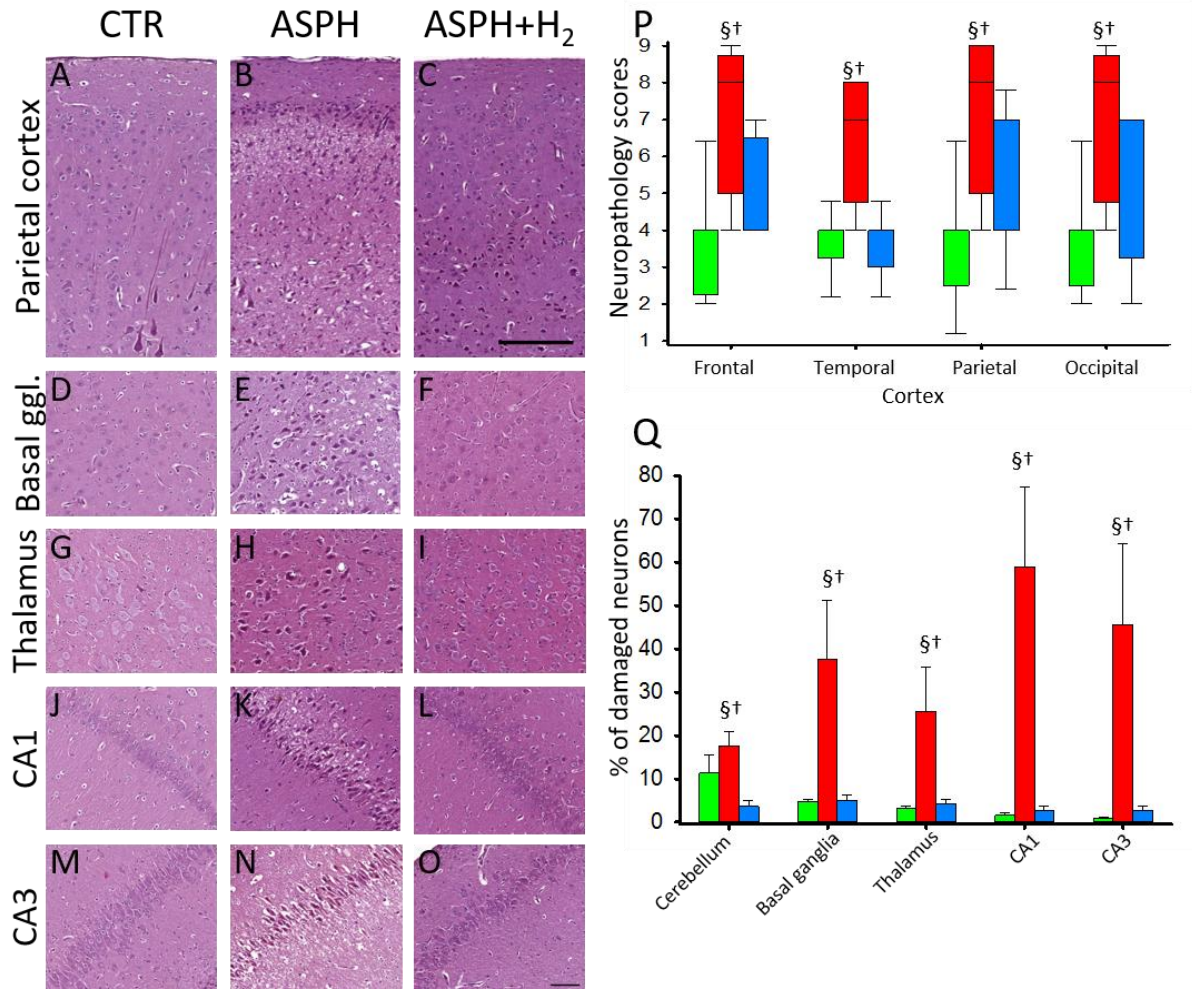 CTR ASPH ASPH+H₂
Parietal cortex
A B C
Basal ggl.
D E F
Thalamus
G H I
CA1
J K L
CA3
M N O
P
Neuropathology scores
9
8
7
6
5
4
3
2
1
§†
§†
§†
§†
Frontal Temporal Parietal Occipital
Cortex
Q
% of damaged neurons
80
70
60
50
40
30
20
10
0
§†
§†
§†
§†
§†
Cerebellum
Basal ganglia
Thalamus
CA1
CA3